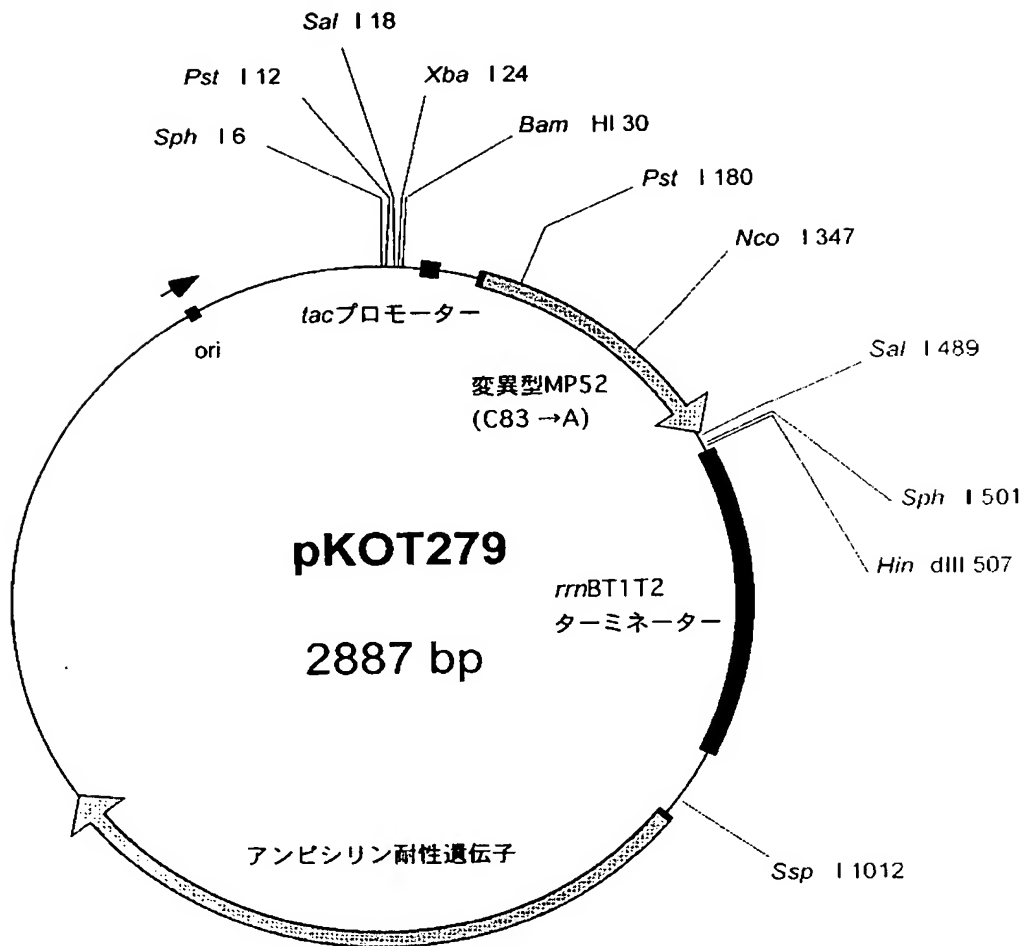 Sal I 18
Pst I 12
Xba I 24
Sph I 6
Bam HI 30
Pst I 180
Nco I 347
tacプロモーター
ori
変異型MP52
(C83→A)
Sal I 489
Sph I 501
pKOT279
Hin dIII 507
rrnBT1T2
ターミネーター
2887 bp
アンピシリン耐性遺伝子
Ssp I 1012